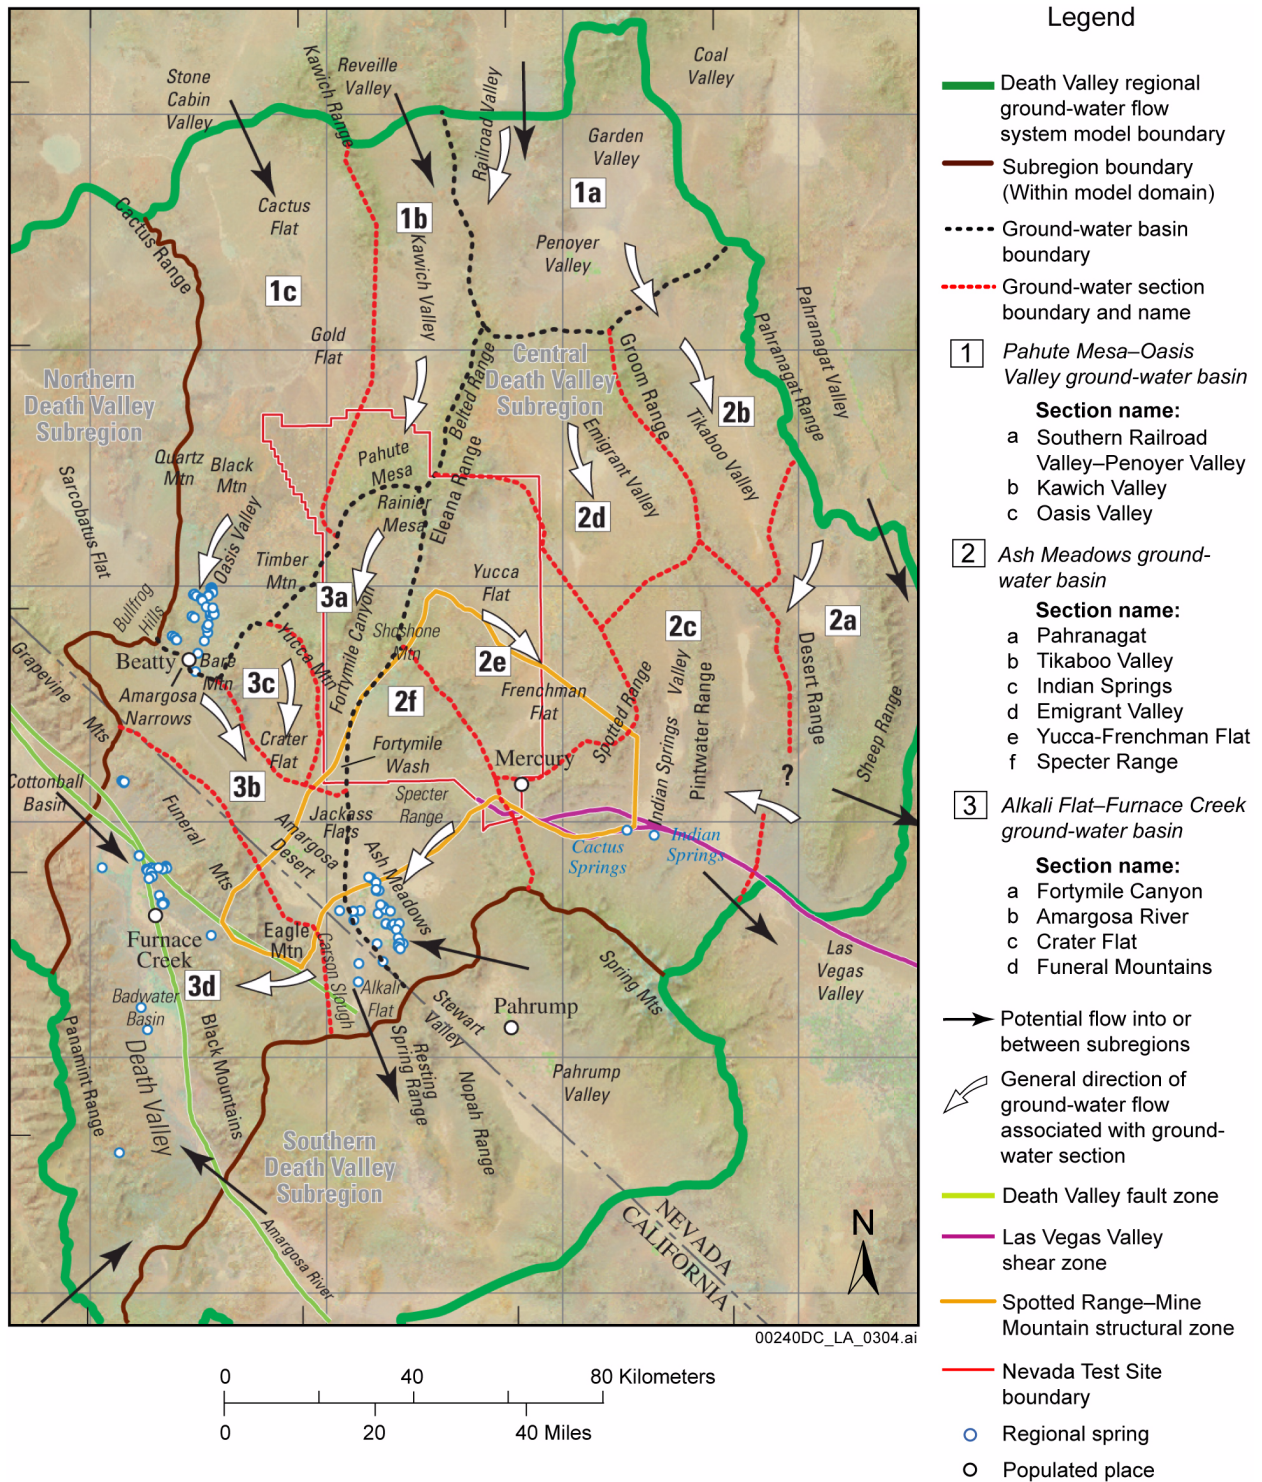 Stone
Cabin
Valley
Kawich Range
Reveille
Valley
Railroad Valley
Coal
Valley
Garden
Valley
1a
Cactus Range
Cactus
Flat
1b
Kawich Valley
Penoyer
Valley
1c
Gold
Flat
Pahranagat Valley
Pahranagat Range
Northern
Death Valley
Subregion
Central
Death Valley
Subregion
Belted Range
Groom Range
2b
Tikaboo Valley
Emigrant Valley
Quartz
Mtn
Black
Mtn
Pahute
Mesa
Rainier
Mesa
Eleana Range
2d
Sarcobatus Flat
Oasis Valley
Timber
Mtn
3a
Yucca
Flat
Bullfrog
Hills
Fortymile Canyon
Shoshone
Mtn
2c
2a
Grapevine
Mts
Beatty
Bare
Mtn
Yucca Mtn
3c
2e
2f
Amargosa
Narrows
Frenchman
Flat
Spotted Range
Indian Springs
Valley
Pintwater Range
Desert Range
Sheep Range
Crater
Flat
Fortymile
Wash
Mercury
?
3b
Cottonball
Basin
Funeral
Mts
Jackass
Flats
Specter
Range
Amargosa
Desert
Ash Meadows
Cactus
Springs
Indian
Springs
Furnace
Creek
Eagle
Mtn
Carson Slough
3d
Badwater
Basin
Alkali
Flat
Stewart
Valley
Pahrump
Spring Mts
Las
Vegas
Valley
Panamint Range
Death Valley
Black Mountains
Resting
Spring Range
Nopah Range
Pahrump
Valley
Southern
Death Valley
Subregion
Amargosa River
NEVADA
CALIFORNIA
N
00240DC_LA_0304.ai
0 40 80 Kilometers
0 20 40 Miles
Legend
Death Valley regional
ground-water flow
system model boundary
Subregion boundary
(Within model domain)
Ground-water basin
boundary
Ground-water section
boundary and name
1 Pahute Mesa–Oasis
Valley ground-water basin
Section name:
a Southern Railroad
Valley–Penoyer Valley
b Kawich Valley
c Oasis Valley
2 Ash Meadows ground-
water basin
Section name:
a Pahranagat
b Tikaboo Valley
c Indian Springs
d Emigrant Valley
e Yucca-Frenchman Flat
f Specter Range
3 Alkali Flat–Furnace Creek
ground-water basin
Section name:
a Fortymile Canyon
b Amargosa River
c Crater Flat
d Funeral Mountains
Potential flow into or
between subregions
General direction of
ground-water flow
associated with ground-
water section
Death Valley fault zone
Las Vegas Valley
shear zone
Spotted Range–Mine
Mountain structural zone
Nevada Test Site
boundary
Regional spring
Populated place